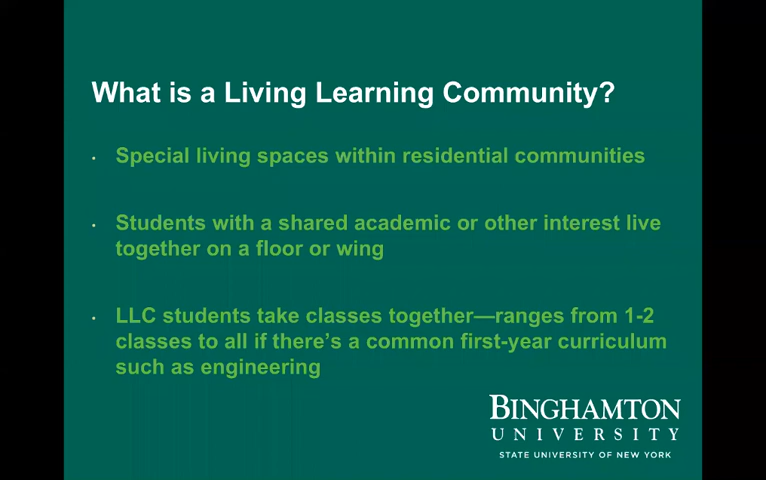 What is a Living Learning Community?
• Special living spaces within residential communities
• Students with a shared academic or other interest live
together on a floor or wing
• LLC students take classes together—ranges from 1-2
classes to all if there's a common first-year curriculum
such as engineering
BINGHAMTON
UNIVERSITY
STATE UNIVERSITY OF NEW YORK